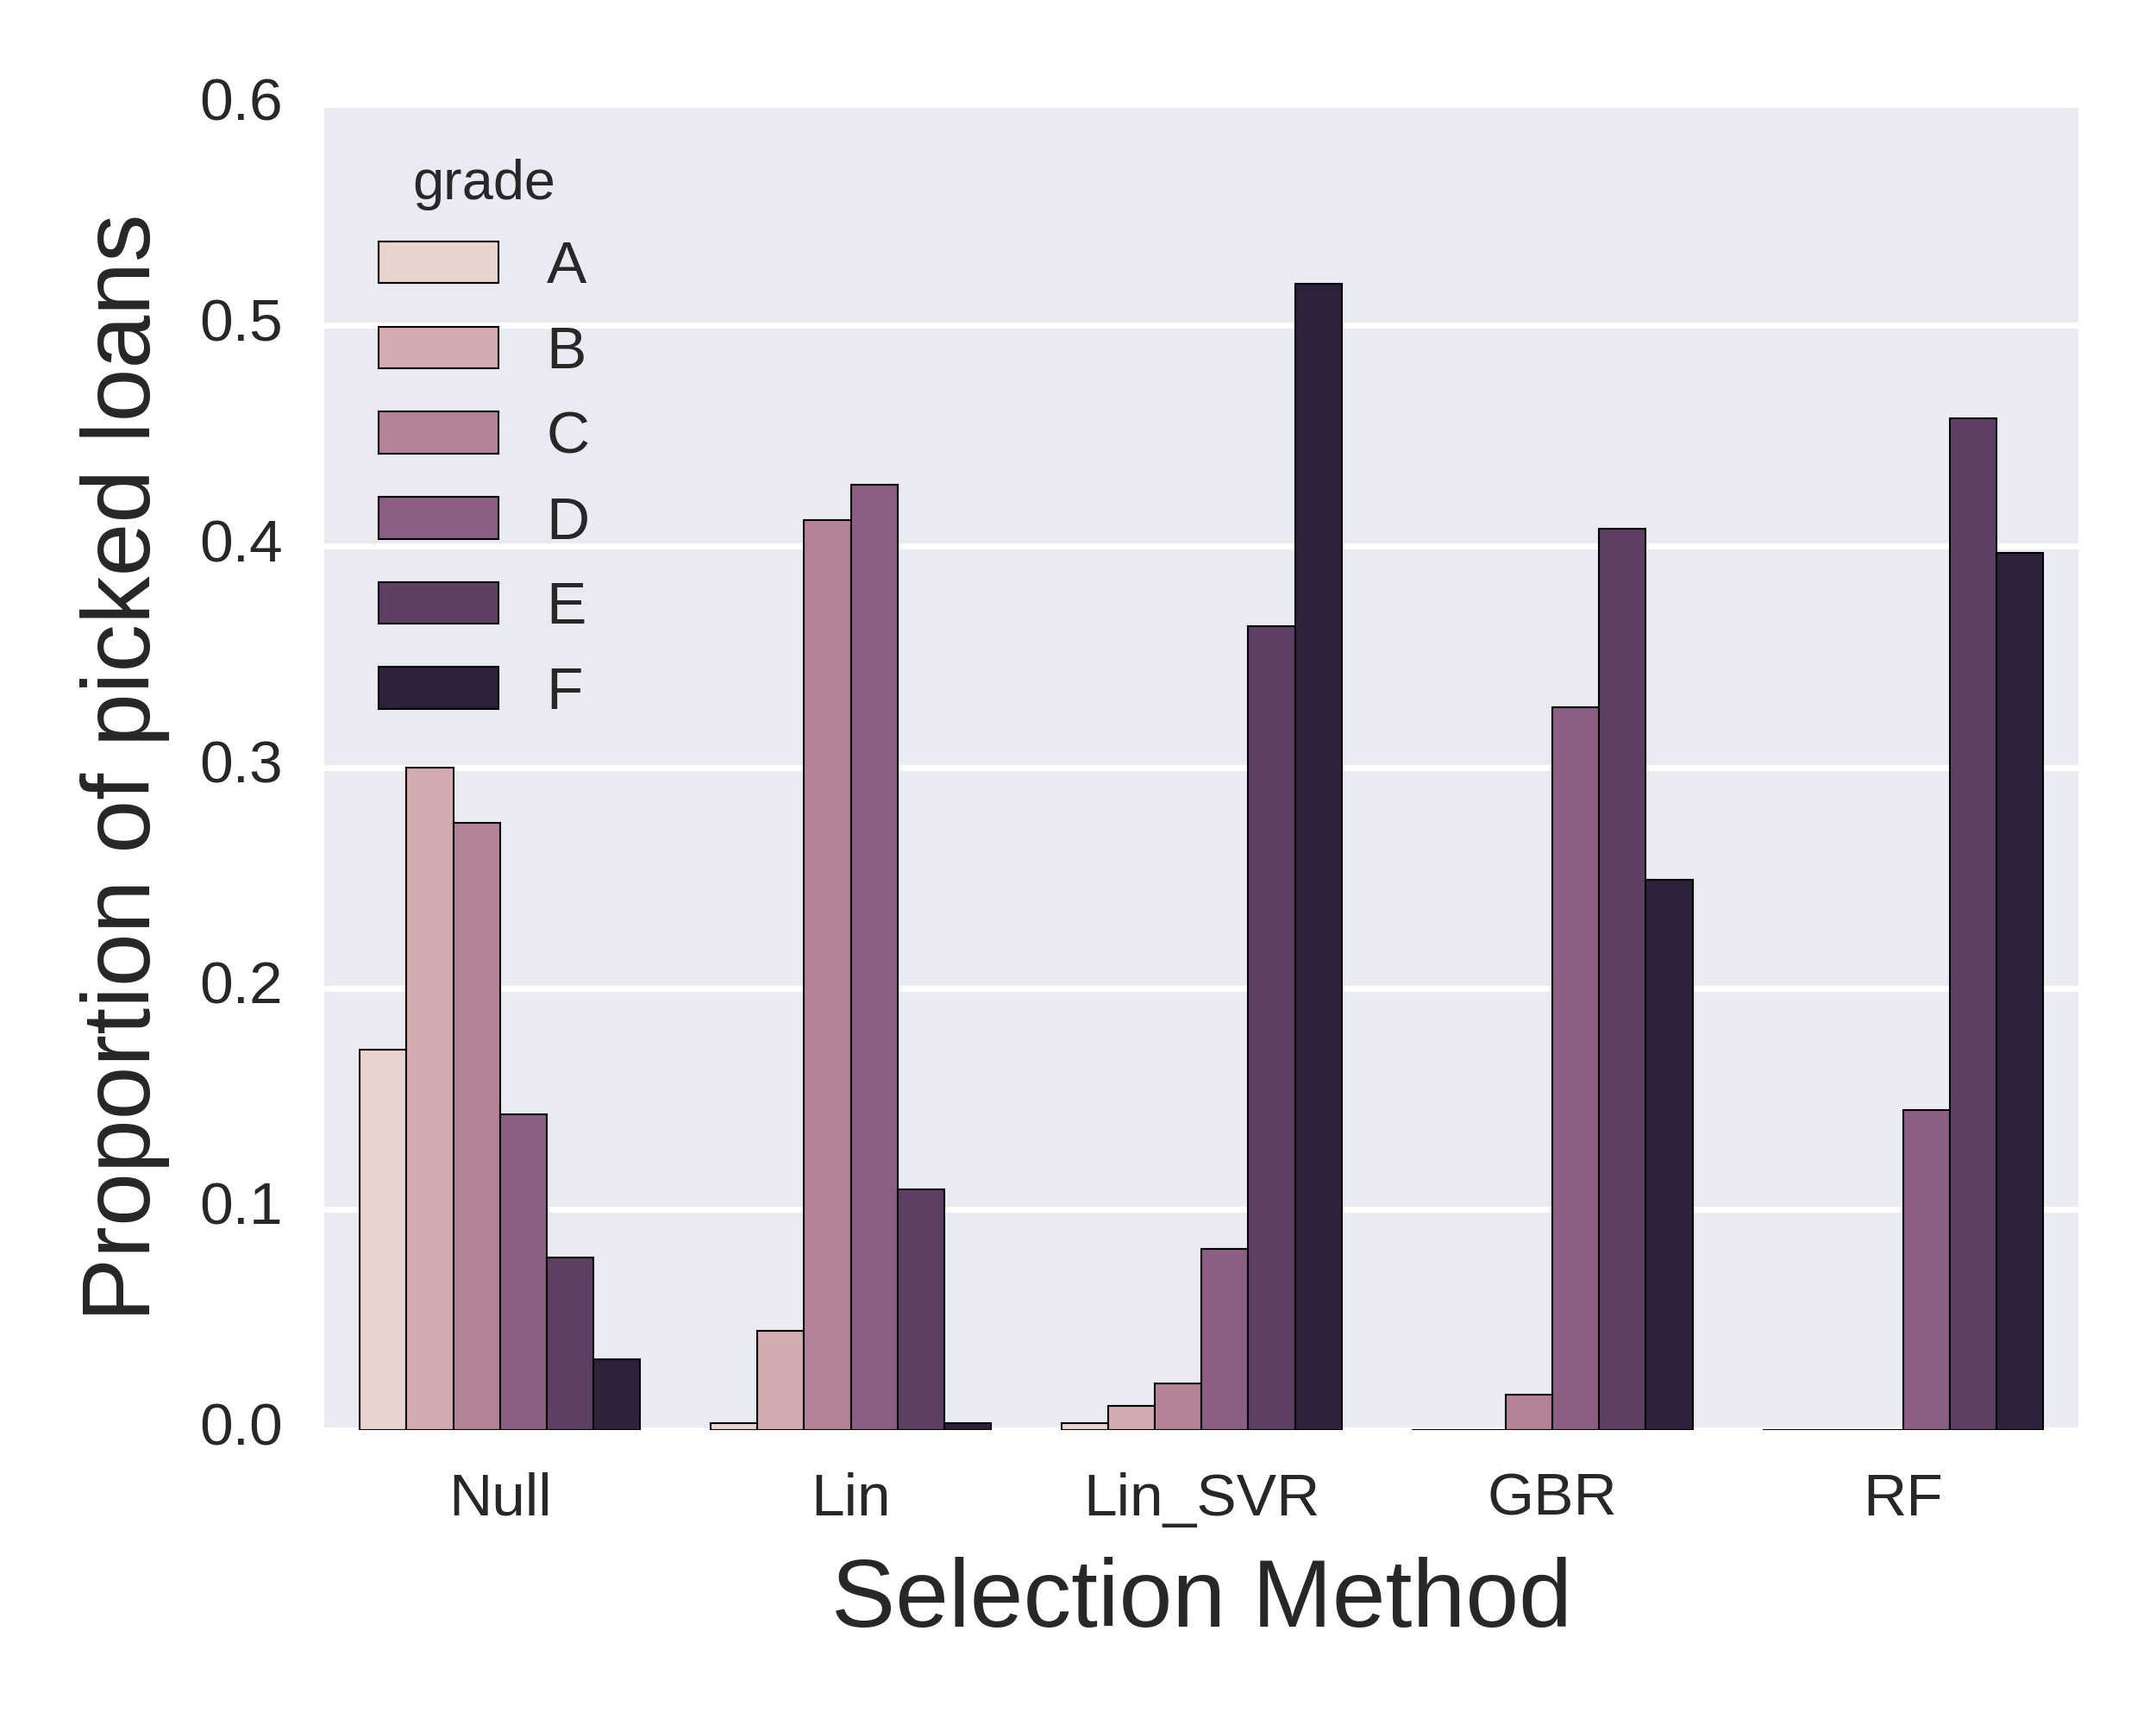 Proportion of picked loans
0.6
0.5
0.4
0.3
0.2
0.1
0.0
grade
A
B
C
D
E
F
Null Lin Lin_SVR GBR RF
Selection Method